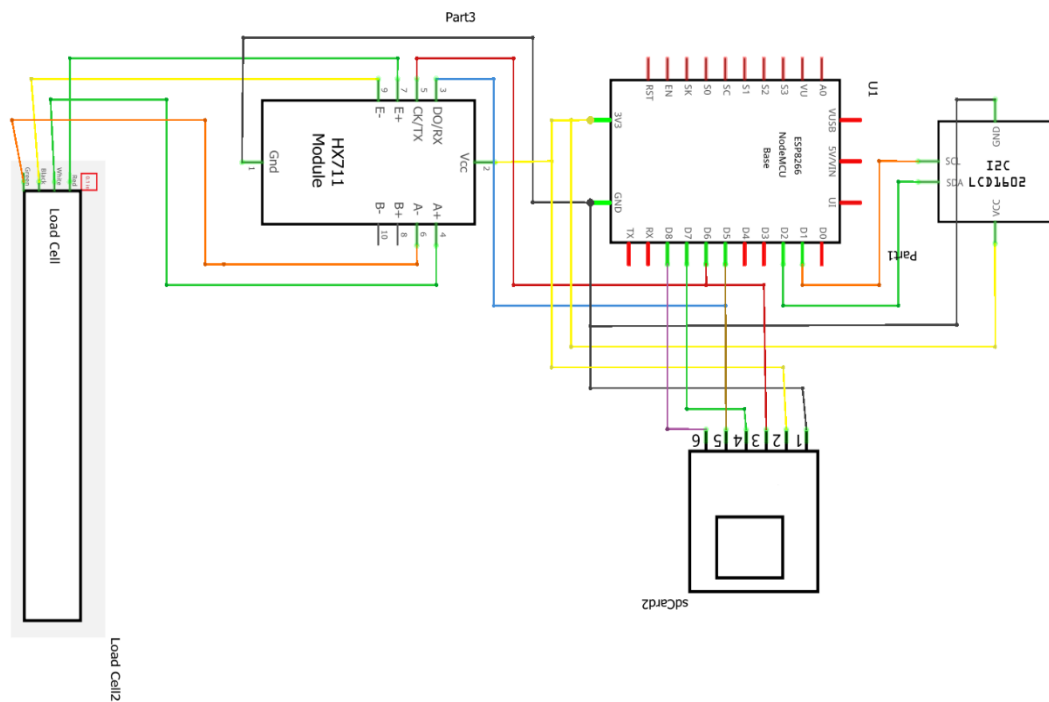 Part3
HX711
Module
Gnd
Vcc
E-
E+
CK/TX
DO/RX
B-
B+
A-
A+
9
7
5
3
1
2
10
8
6
4
Green
Black
White
Red
Load Cell
Load Cell2
U1
ESP8266
NodeMCU
Base
RST
EN
SK
S0
SC
S1
S2
S3
VU
A0
3V3
GND
VUSB
5V/VIN
UI
TX
RX
D8
D7
D6
D5
D4
D3
D2
D1
D0
I2C
LCD1602
GND
SCL
SDA
VCC
Part1
6
5
4
3
2
1
sdCard2